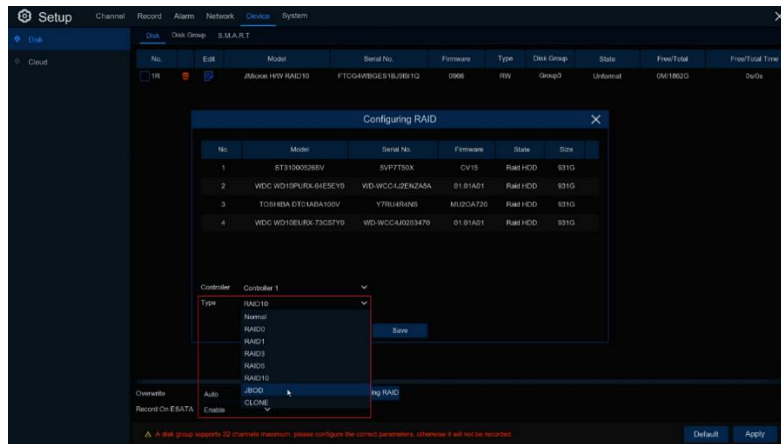 Setup Channel Record Alarm Network Device System
Disk Disk Disk Group S.M.A.R.T
Cloud
No. Edit Model Serial No. Firmware Type Disk Group State Free/Total Free/Total Time
1R JMicron H/W RAID10 0966 RW Group3 Unformat 0M/1862G 0s/0s
Configuring RAID
No. Model Serial No. Firmware State Size
1 ST31000526SV 5VP7T50X CV15 Raid HDD 931G
2 WDC WD10PURX-64E5EY0 WD-WCC4J2ENZA8A 01.01A01 Raid HDD 931G
3 TOSHIBA DT01ABA100V Y7RU4R4NS MU2OA720 Raid HDD 931G
4 WDC WD10EURX-73C57Y0 WD-WCC4J0203470 01.01A01 Raid HDD 931G
Controller Controller 1
Type RAID10
Normal
RAID0
RAID1
RAID3
RAID5
RAID10
JBOD
CLONE
Save
Overwrite Auto ing RAID
Record On ESATA Enable
A disk group supports 32 channels maximum, please configure the correct parameters, otherwise it will not be recorded.
Default Apply